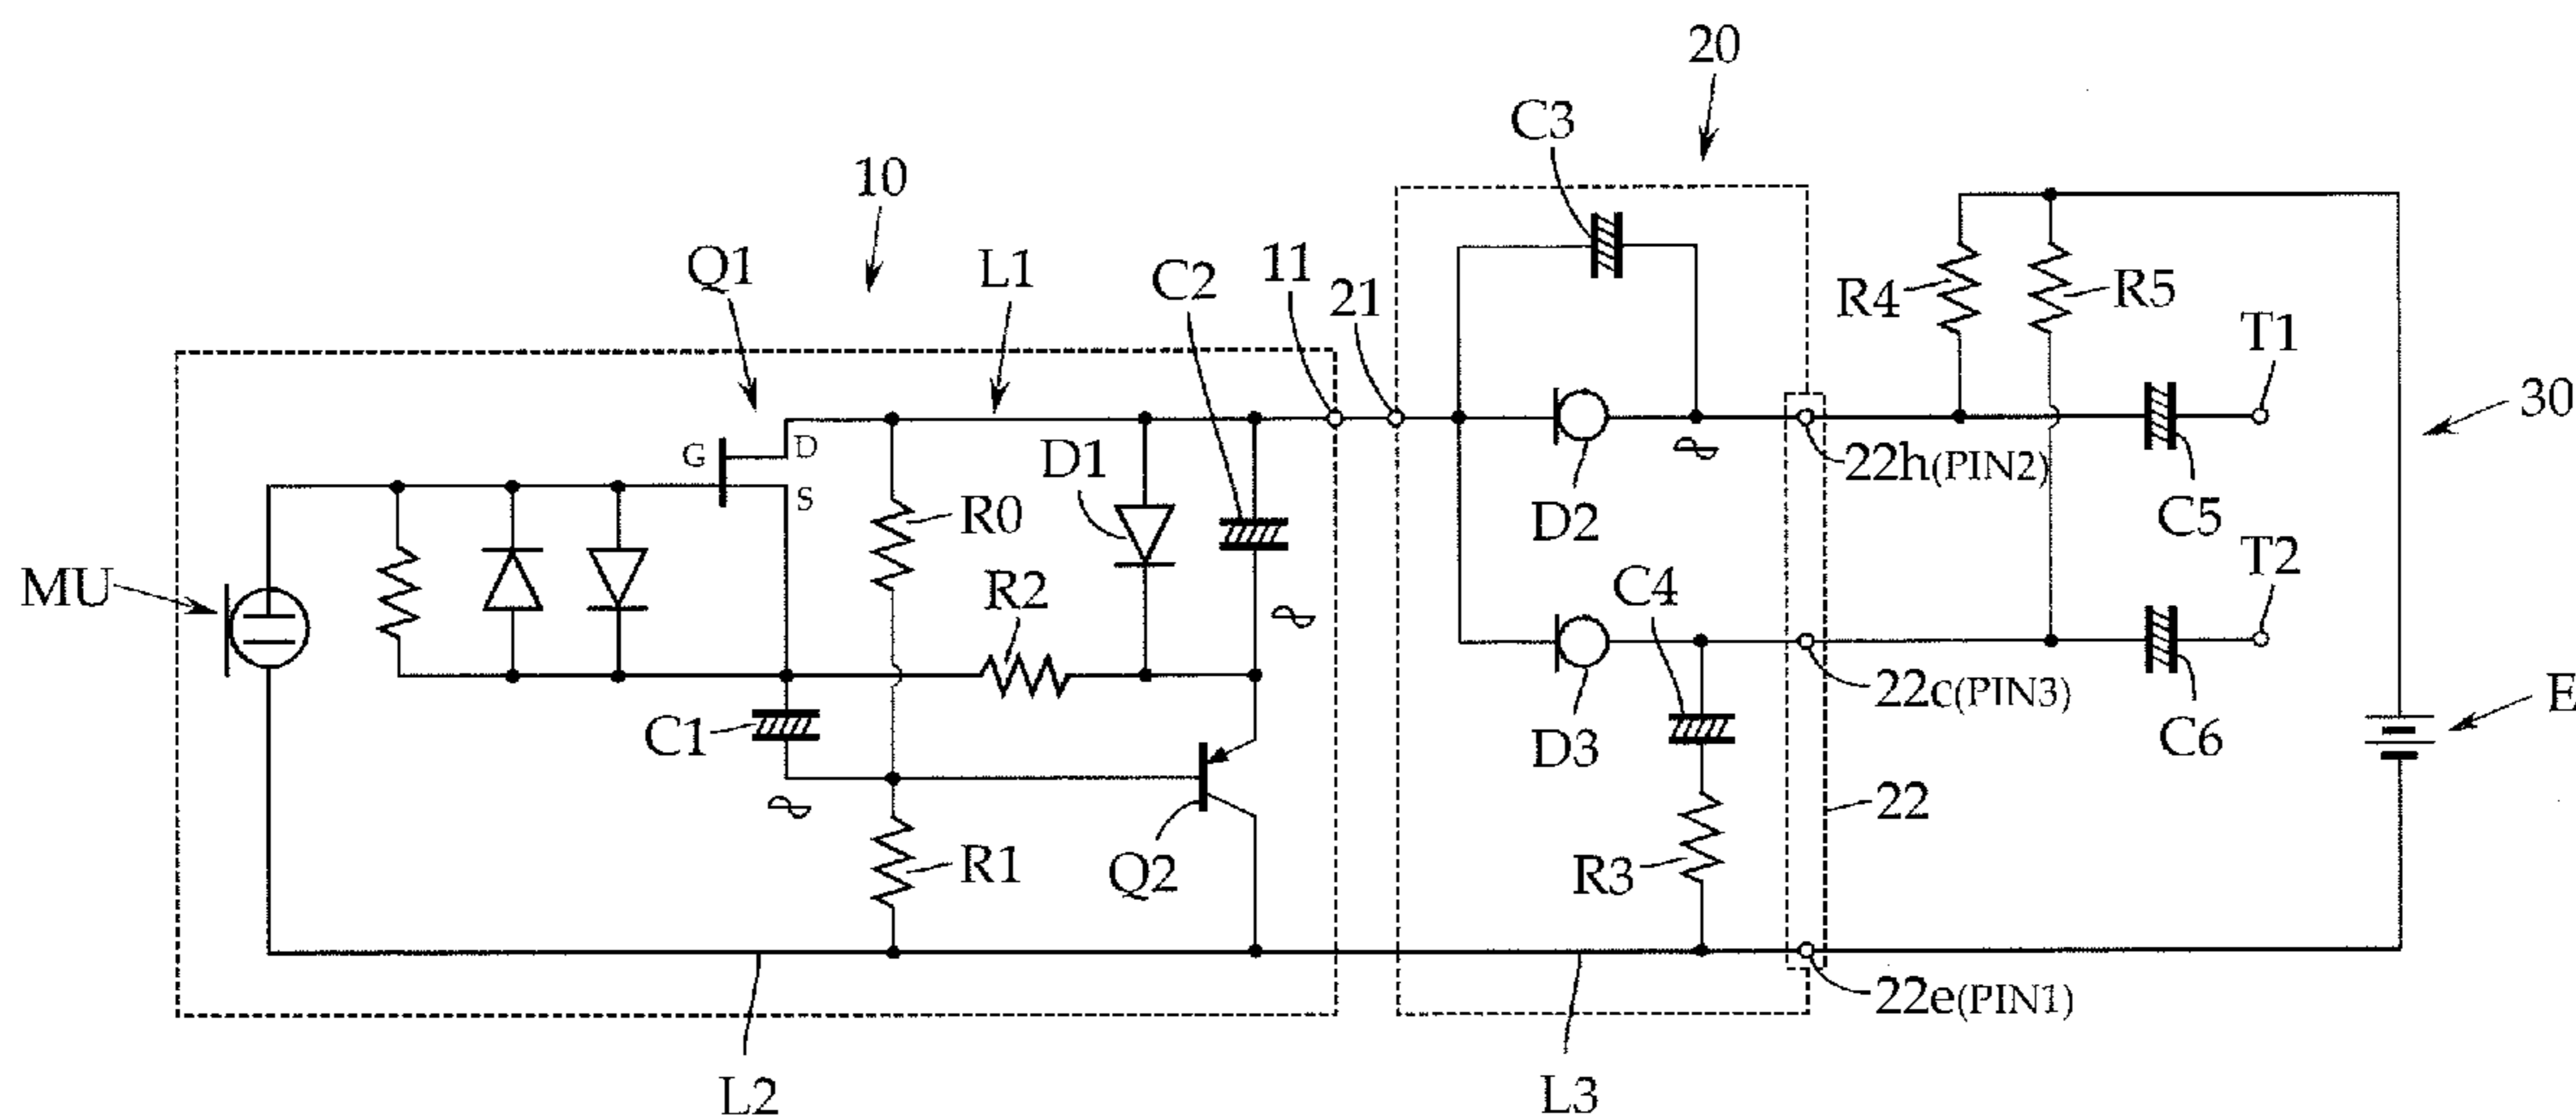 20
C3
10
Q1
L1
C2
11
21
R4
R5
T1
30
G
D
S
D1
R0
22h(PIN2)
D2
C5
T2
MU
R2
C4
22c(PIN3)
E
C1
D3
C6
R1
Q2
R3
22
22e(PIN1)
L2
L3